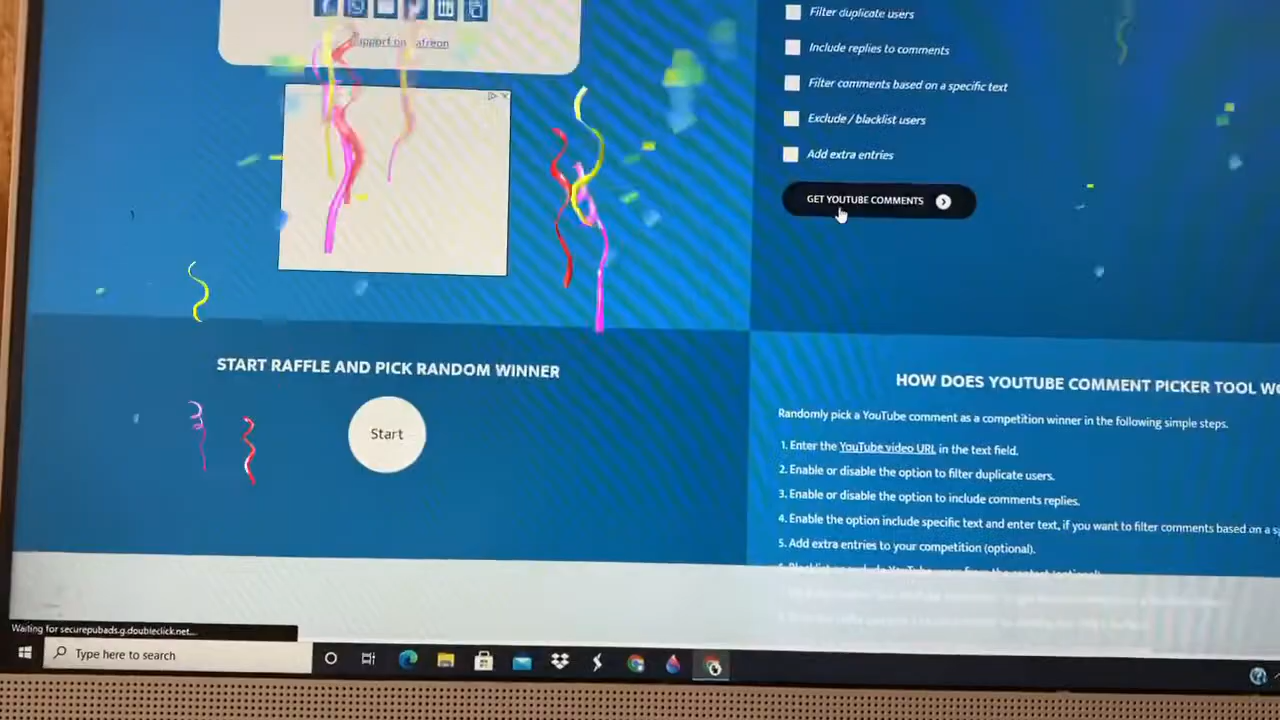 Support on Patreon
Filter duplicate users
Include replies to comments
Filter comments based on a specific text
Exclude / blacklist users
Add extra entries
GET YOUTUBE COMMENTS
START RAFFLE AND PICK RANDOM WINNER
Start
HOW DOES YOUTUBE COMMENT PICKER TOOL WO
Randomly pick a YouTube comment as a competition winner in the following simple steps.
1. Enter the YouTube video URL in the text field.
2. Enable or disable the option to filter duplicate users.
3. Enable or disable the option to include comments replies.
4. Enable the option include specific text and enter text, if you want to filter comments based on a
5. Add extra entries to your competition (optional).
Waiting for securepubads.g.doubleclick.net...
Type here to search